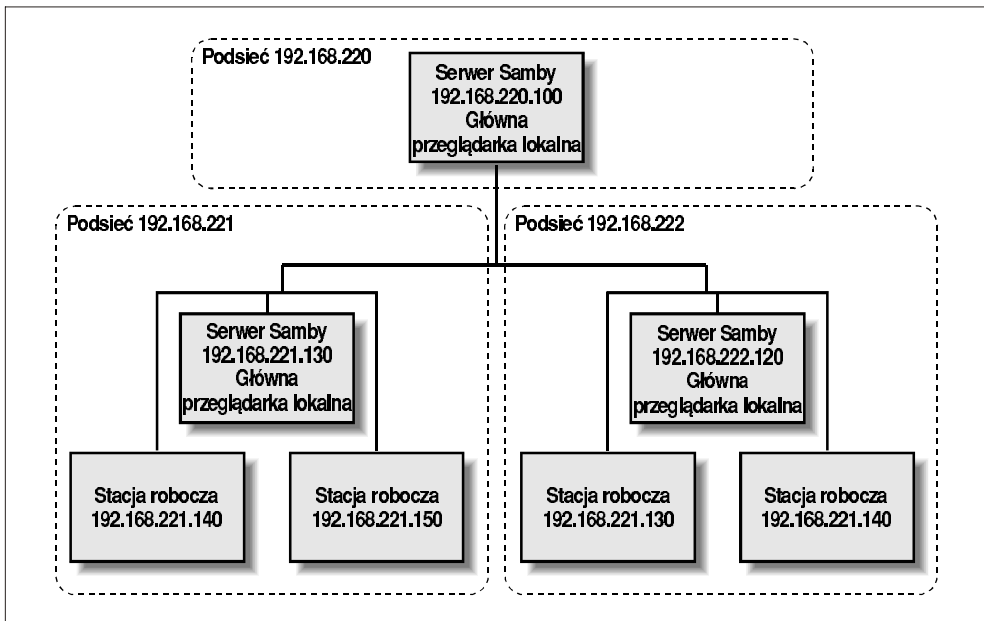 Podsieć 192.168.220
Serwer Samby
192.168.220.100
Główna
przeglądarka lokalna
Podsieć 192.168.221
Serwer Samby
192.168.221.130
Główna
przeglądarka lokalna
Stacja robocza
192.168.221.140
Stacja robocza
192.168.221.150
Podsieć 192.168.222
Serwer Samby
192.168.222.120
Główna
przeglądarka lokalna
Stacja robocza
192.168.221.130
Stacja robocza
192.168.221.140